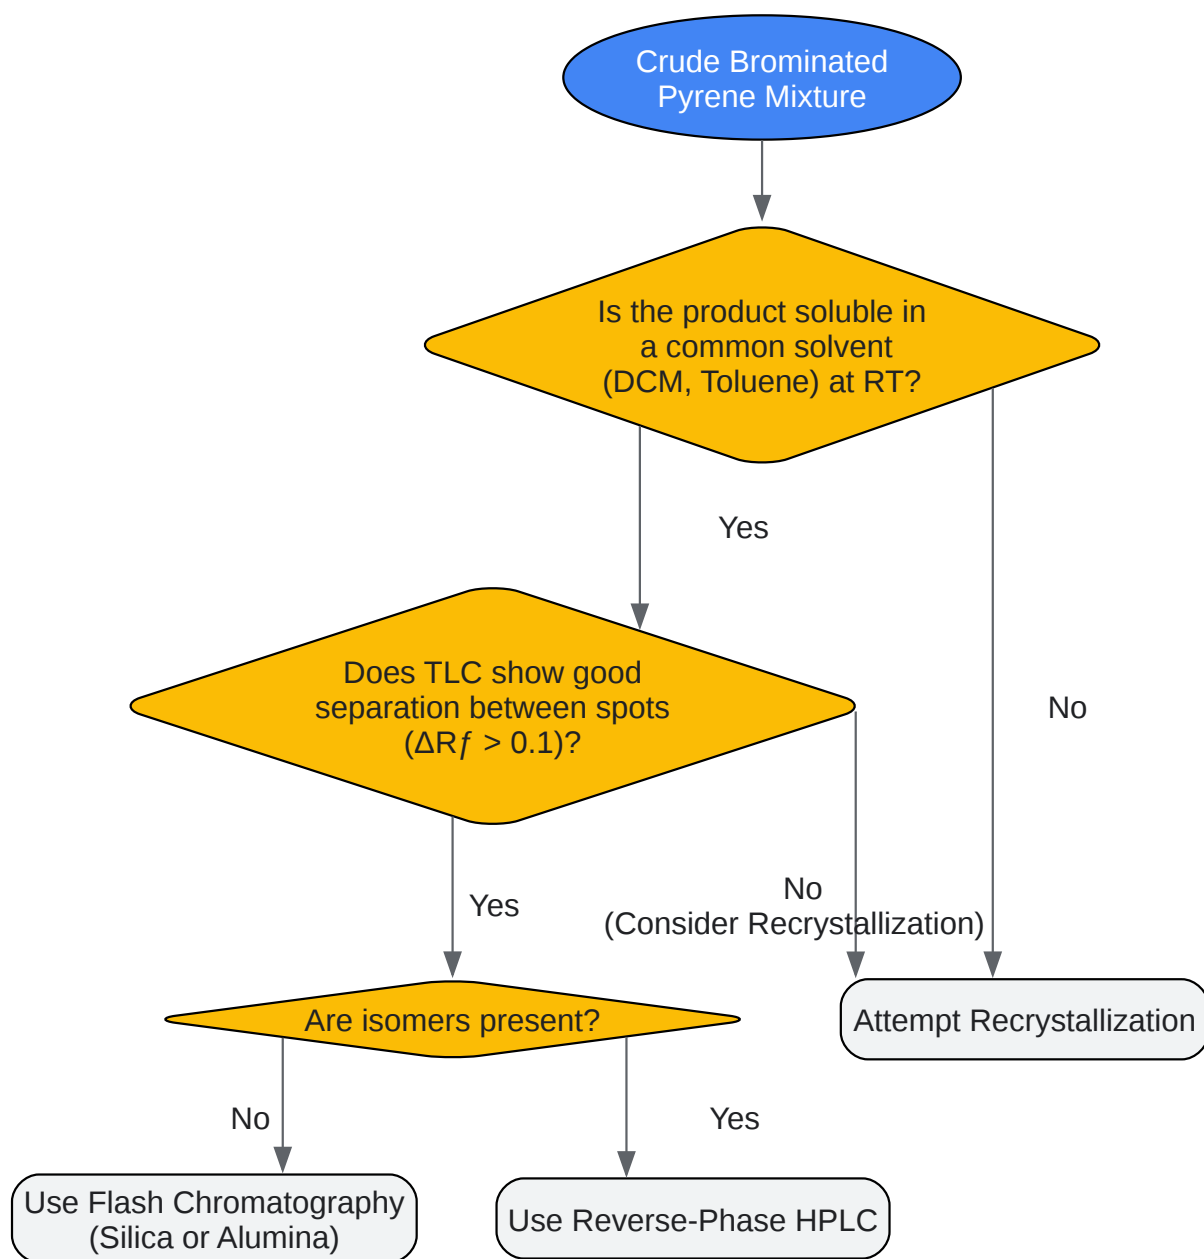 Crude Brominated
Pyrene Mixture
Is the product soluble in
a common solvent
(DCM, Toluene) at RT?
Yes
Does TLC show good
separation between spots
(ΔRƒ > 0.1)?
No
Yes
No
(Consider Recrystallization)
Are isomers present?
Attempt Recrystallization
No
Yes
Use Flash Chromatography
(Silica or Alumina)
Use Reverse-Phase HPLC